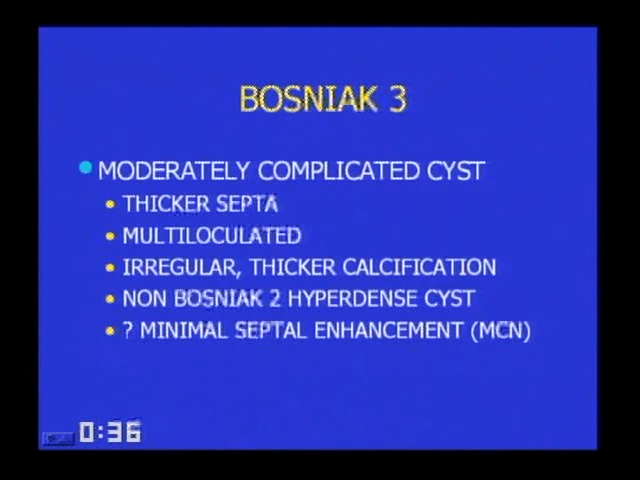 BOSNIAK 3
MODERATELY COMPLICATED CYST
THICKER SEPTA
MULTILOCULATED
IRREGULAR, THICKER CALCIFICATION
NON BOSNIAK 2 HYPERDENSE CYST
? MINIMAL SEPTAL ENHANCEMENT (MCN)
0:36